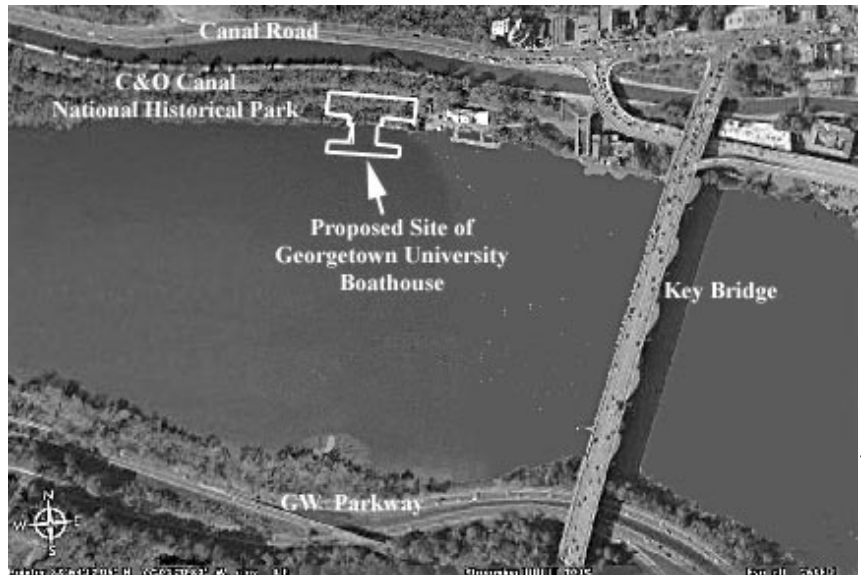 Canal Road
C&O Canal
National Historical Park
Proposed Site of
Georgetown University
Boathouse
Key Bridge
GW Parkway
N
W
E
S